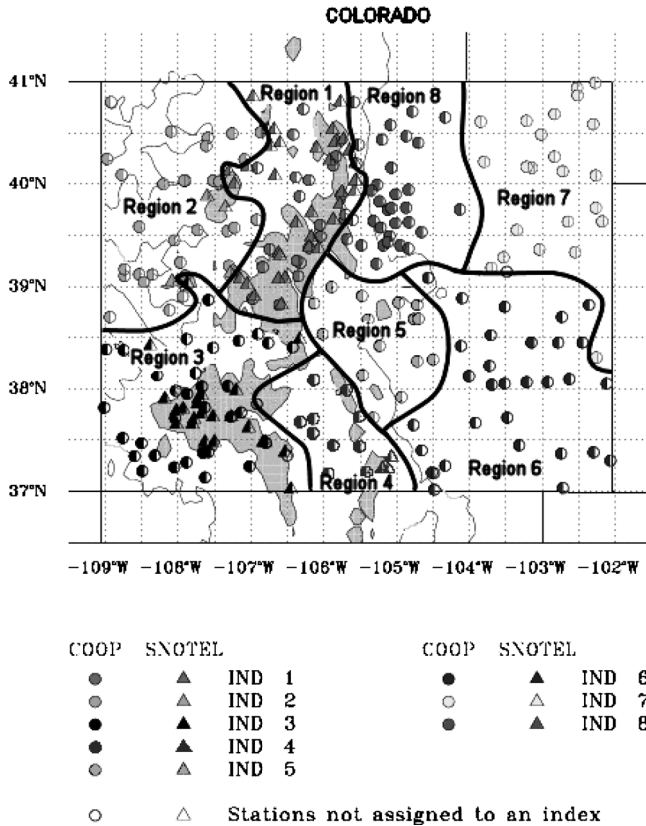 COLORADO
41°N
Region 1
Region 8
40°N
Region 2
Region 7
39°N
Region 5
Region 3
38°N
Region 6
Region 4
37°N
-109°W -108°W -107°W -106°W -105°W -104°W -103°W -102°W
COOP SNOTEL
IND 1
IND 2
IND 3
IND 4
IND 5
COOP SNOTEL
IND 6
IND 7
IND 8
Stations not assigned to an index